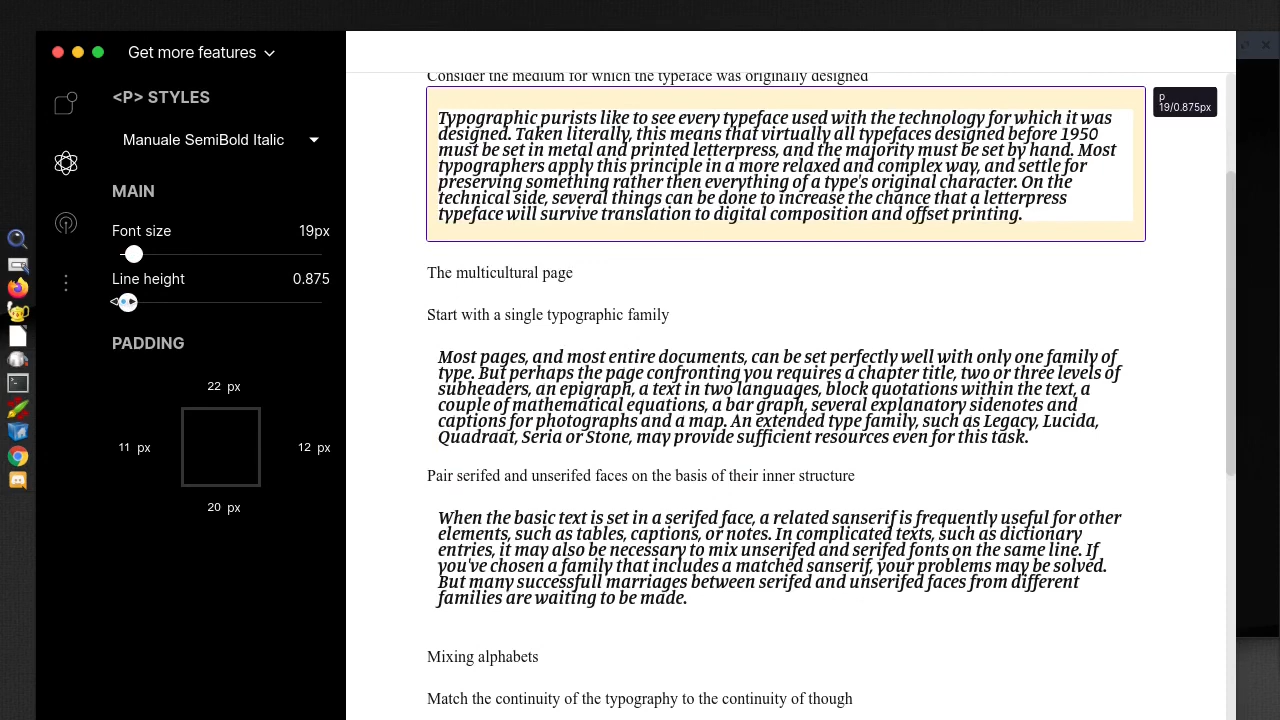 Get more features
<P> STYLES
Manuale SemiBold Italic
MAIN
Font size 19px
Line height 0.875
PADDING
22 px
11 px
12 px
20 px
Consider the medium for which the typeface was originally designed
p
19/0.875px
Typographic purists like to see every typeface used with the technology for which it was
designed. Taken literally, this means that virtually all typefaces designed before 1950
must be set in metal and printed letterpress, and the majority must be set by hand. Most
typographers apply this principle in a more relaxed and complex way, and settle for
preserving something rather then everything of a type's original character. On the
technical side, several things can be done to increase the chance that a letterpress
typeface will survive translation to digital composition and offset printing.
The multicultural page
Start with a single typographic family
Most pages, and most entire documents, can be set perfectly well with only one family of
type. But perhaps the page confronting you requires a chapter title, two or three levels of
subheaders, an epigraph, a text in two languages, block quotations within the text, a
couple of mathematical equations, a bar graph, several explanatory sidenotes and
captions for photographs and a map. An extended type family, such as Legacy, Lucida,
Quadraat, Seria or Stone, may provide sufficient resources even for this task.
Pair serifed and unserifed faces on the basis of their inner structure
When the basic text is set in a serifed face, a related sanserif is frequently useful for other
elements, such as tables, captions, or notes. In complicated texts, such as dictionary
entries, it may also be necessary to mix unserifed and serifed fonts on the same line. If
you've chosen a family that includes a matched sanserif, your problems may be solved.
But many successfull marriages between serifed and unserifed faces from different
families are waiting to be made.
Mixing alphabets
Match the continuity of the typography to the continuity of though